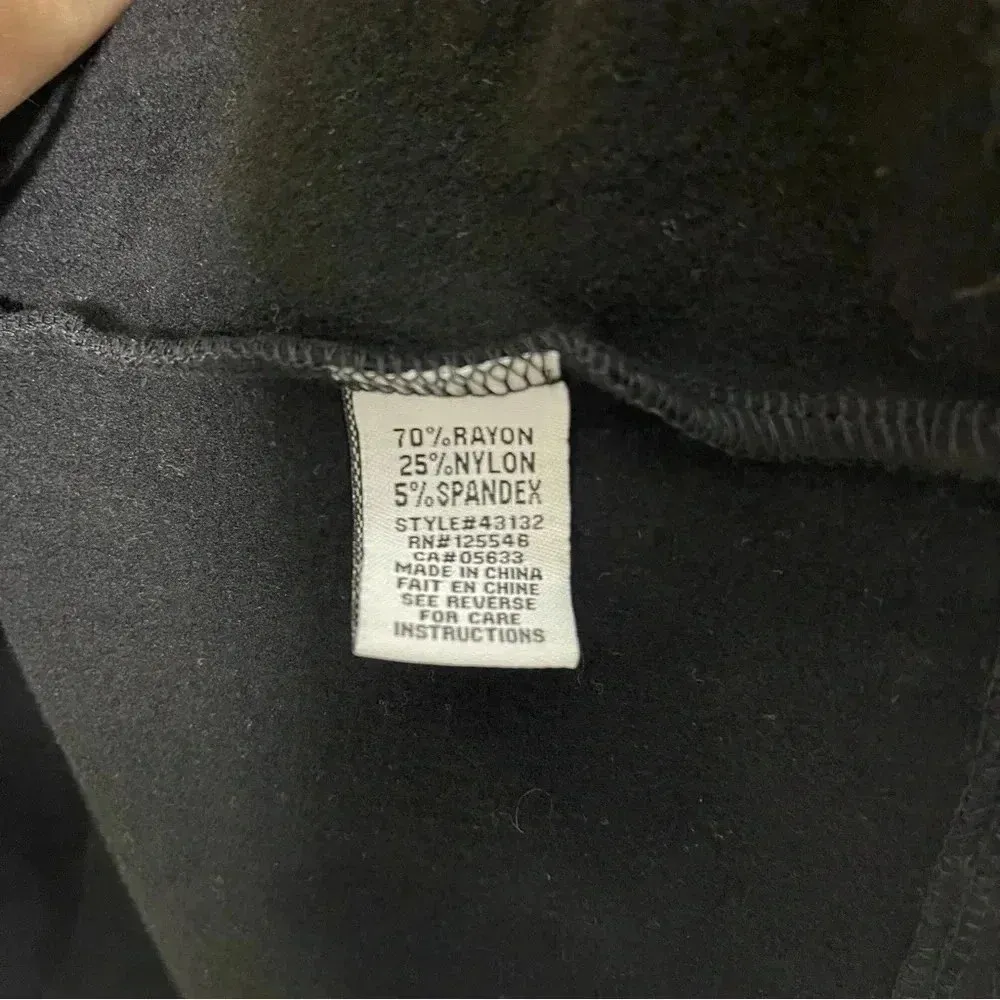 70%RAYON
25%NYLON
5%SPANDEX
STYLE#43132
RN#125546
CA#05633
MADE IN CHINA
FAIT EN CHINE
SEE REVERSE
FOR CARE
INSTRUCTIONS